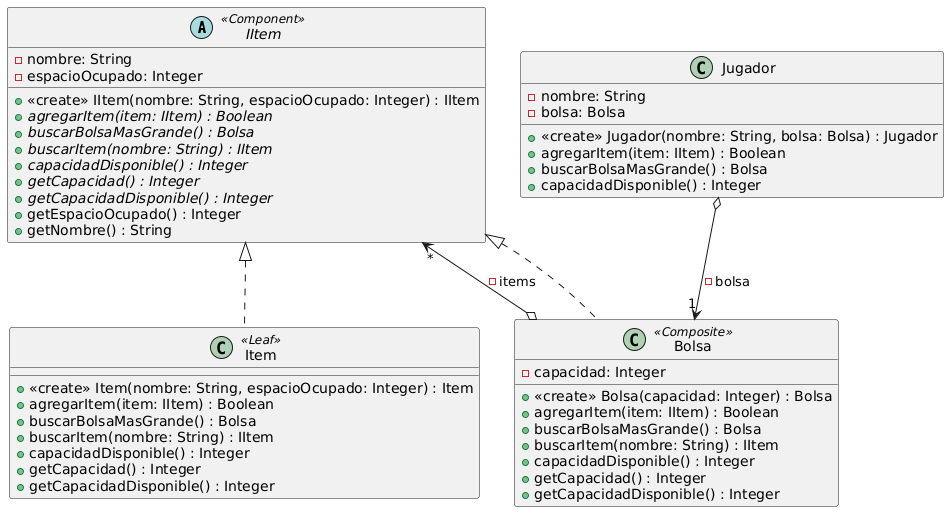 «Component»
A IItem
nombre: String
espacioOcupado: Integer
«create» IItem(nombre: String, espacioOcupado: Integer) : IItem
agregarItem(item: IItem) : Boolean
buscarBolsaMasGrande() : Bolsa
buscarItem(nombre: String) : IItem
capacidadDisponible() : Integer
getCapacidad() : Integer
getCapacidadDisponible() : Integer
getEspacioOcupado() : Integer
getNombre() : String
C Jugador
nombre: String
bolsa: Bolsa
«create» Jugador(nombre: String, bolsa: Bolsa) : Jugador
agregarItem(item: IItem) : Boolean
buscarBolsaMasGrande() : Bolsa
capacidadDisponible() : Integer
*
items
bolsa
1
«Leaf»
C Item
«create» Item(nombre: String, espacioOcupado: Integer) : Item
agregarItem(item: IItem) : Boolean
buscarBolsaMasGrande() : Bolsa
buscarItem(nombre: String) : IItem
capacidadDisponible() : Integer
getCapacidad() : Integer
getCapacidadDisponible() : Integer
«Composite»
C Bolsa
capacidad: Integer
«create» Bolsa(capacidad: Integer) : Bolsa
agregarItem(item: IItem) : Boolean
buscarBolsaMasGrande() : Bolsa
buscarItem(nombre: String) : IItem
capacidadDisponible() : Integer
getCapacidad() : Integer
getCapacidadDisponible() : Integer